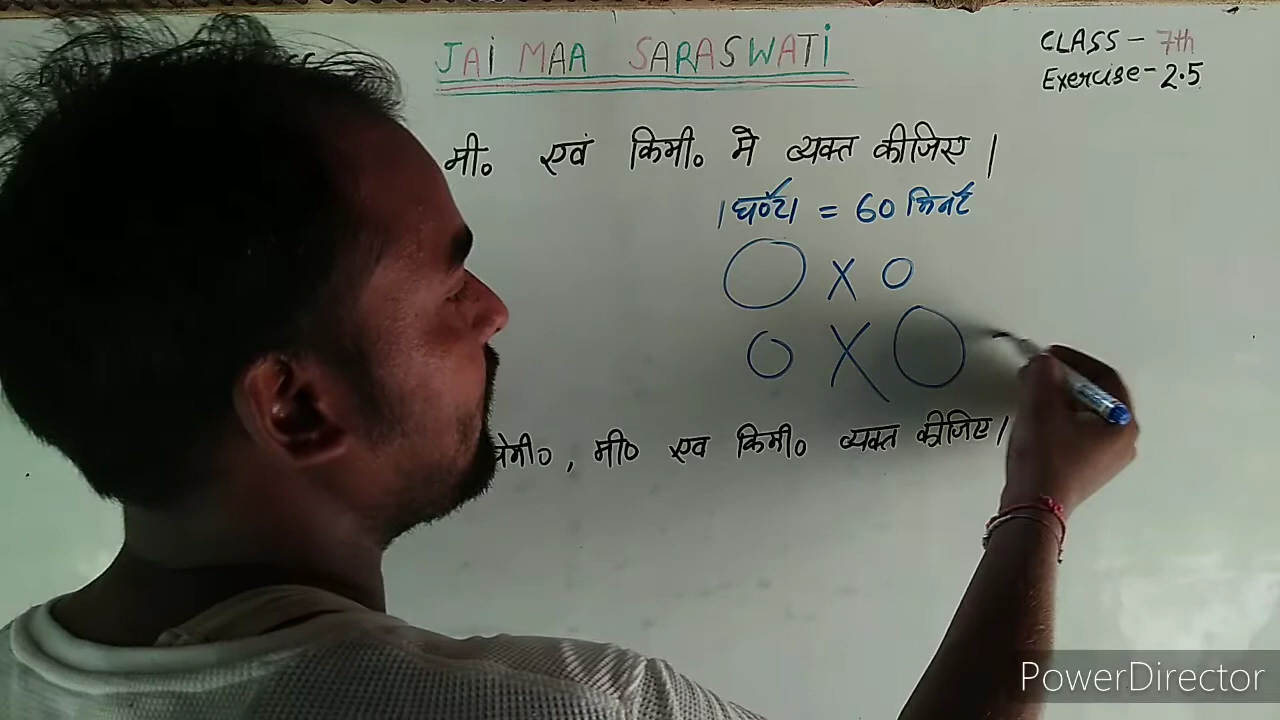 JAI MAA SARASWATI
CLASS - 7th
Exercise - 2.5
मी० एवं किमी० मे व्यक्त कीजिए।
1 घण्टा = 60 मिनट
O X O
O X O
मी० एव किमी० व्यक्त कीजिए।
PowerDirector